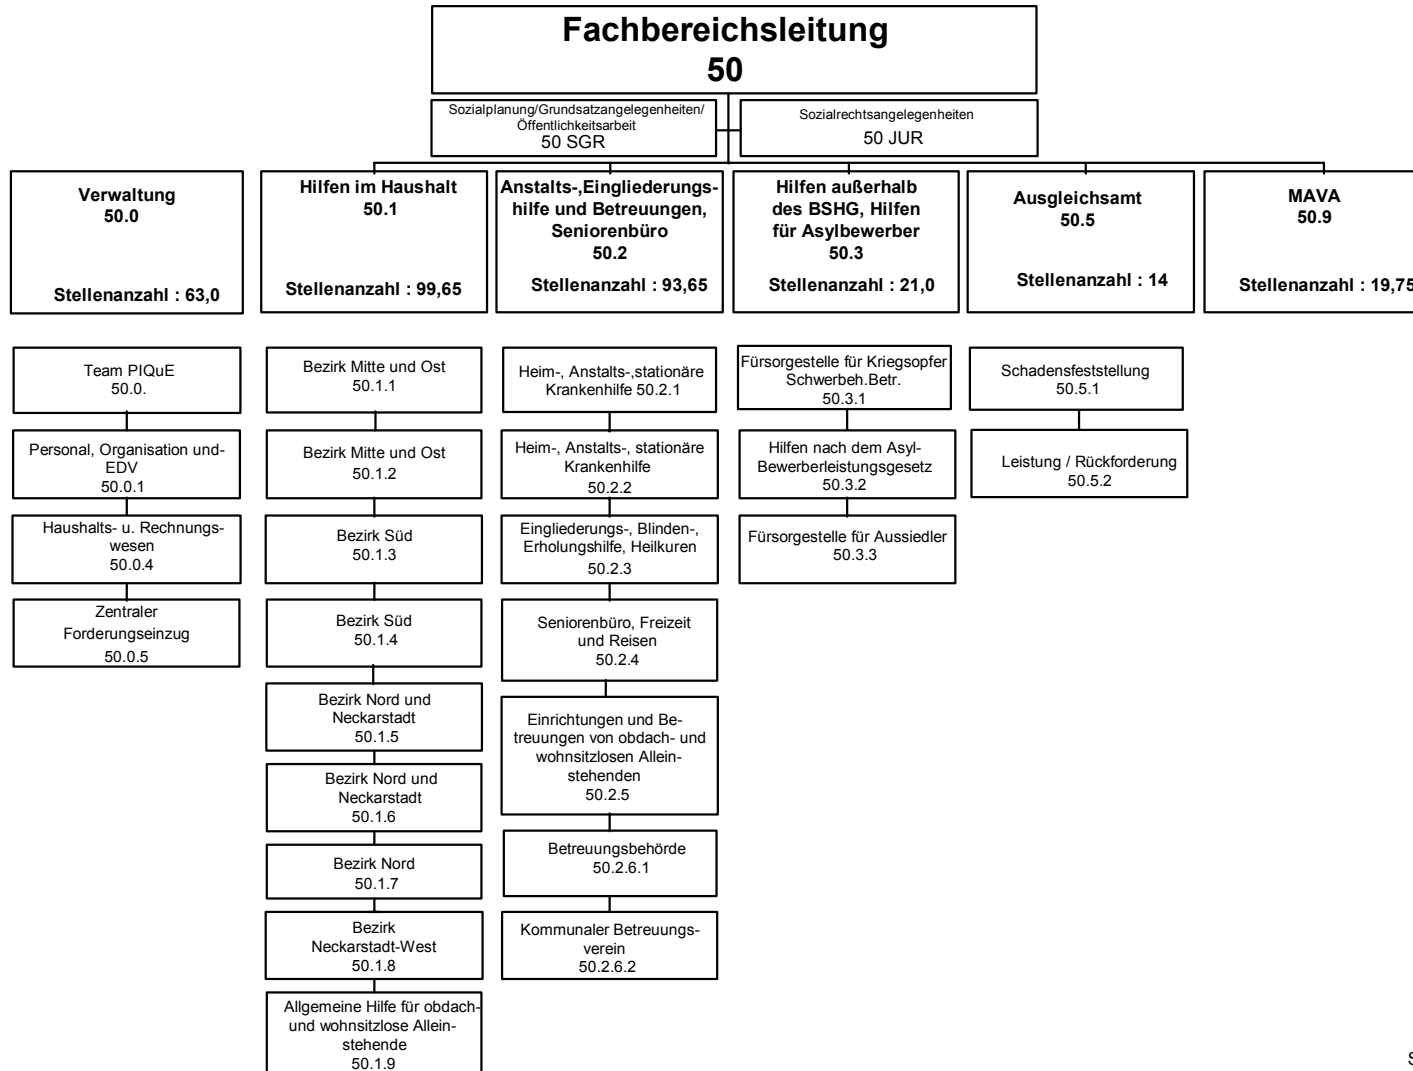 Fachbereichsleitung
50
Sozialplanung/Grundsatzangelegenheiten/
Öffentlichkeitsarbeit
50 SGR
Sozialrechtsangelegenheiten
50 JUR
Verwaltung
50.0
Stellenanzahl : 63,0
Hilfen im Haushalt
50.1
Stellenanzahl : 99,65
Anstalts-,Eingliederungs-
hilfe und Betreuungen,
Seniorenbüro
50.2
Stellenanzahl : 93,65
Hilfen außerhalb
des BSHG, Hilfen
für Asylbewerber
50.3
Stellenanzahl : 21,0
Ausgleichsamt
50.5
Stellenanzahl : 14
MAVA
50.9
Stellenanzahl : 19,75
Team PIQuE
50.0.
Personal, Organisation und-
EDV
50.0.1
Haushalts- u. Rechnungs-
wesen
50.0.4
Zentraler
Forderungseinzug
50.0.5
Bezirk Mitte und Ost
50.1.1
Bezirk Mitte und Ost
50.1.2
Bezirk Süd
50.1.3
Bezirk Süd
50.1.4
Bezirk Nord und
Neckarstadt
50.1.5
Bezirk Nord und
Neckarstadt
50.1.6
Bezirk Nord
50.1.7
Bezirk
Neckarstadt-West
50.1.8
Allgemeine Hilfe für obdach-
und wohnsitzlose Allein-
stehende
50.1.9
Heim-, Anstalts-,stationäre
Krankenhilfe 50.2.1
Heim-, Anstalts-, stationäre
Krankenhilfe
50.2.2
Eingliederungs-, Blinden-,
Erholungshilfe, Heilkuren
50.2.3
Seniorenbüro, Freizeit
und Reisen
50.2.4
Einrichtungen und Be-
treuungen von obdach- und
wohnsitzlosen Allein-
stehenden
50.2.5
Betreuungsbehörde
50.2.6.1
Kommunaler Betreuungs-
verein
50.2.6.2
Fürsorgestelle für Kriegsopfer
Schwerbeh.Betr.
50.3.1
Hilfen nach dem Asyl-
Bewerberleistungsgesetz
50.3.2
Fürsorgestelle für Aussiedler
50.3.3
Schadensfeststellung
50.5.1
Leistung / Rückforderung
50.5.2
S